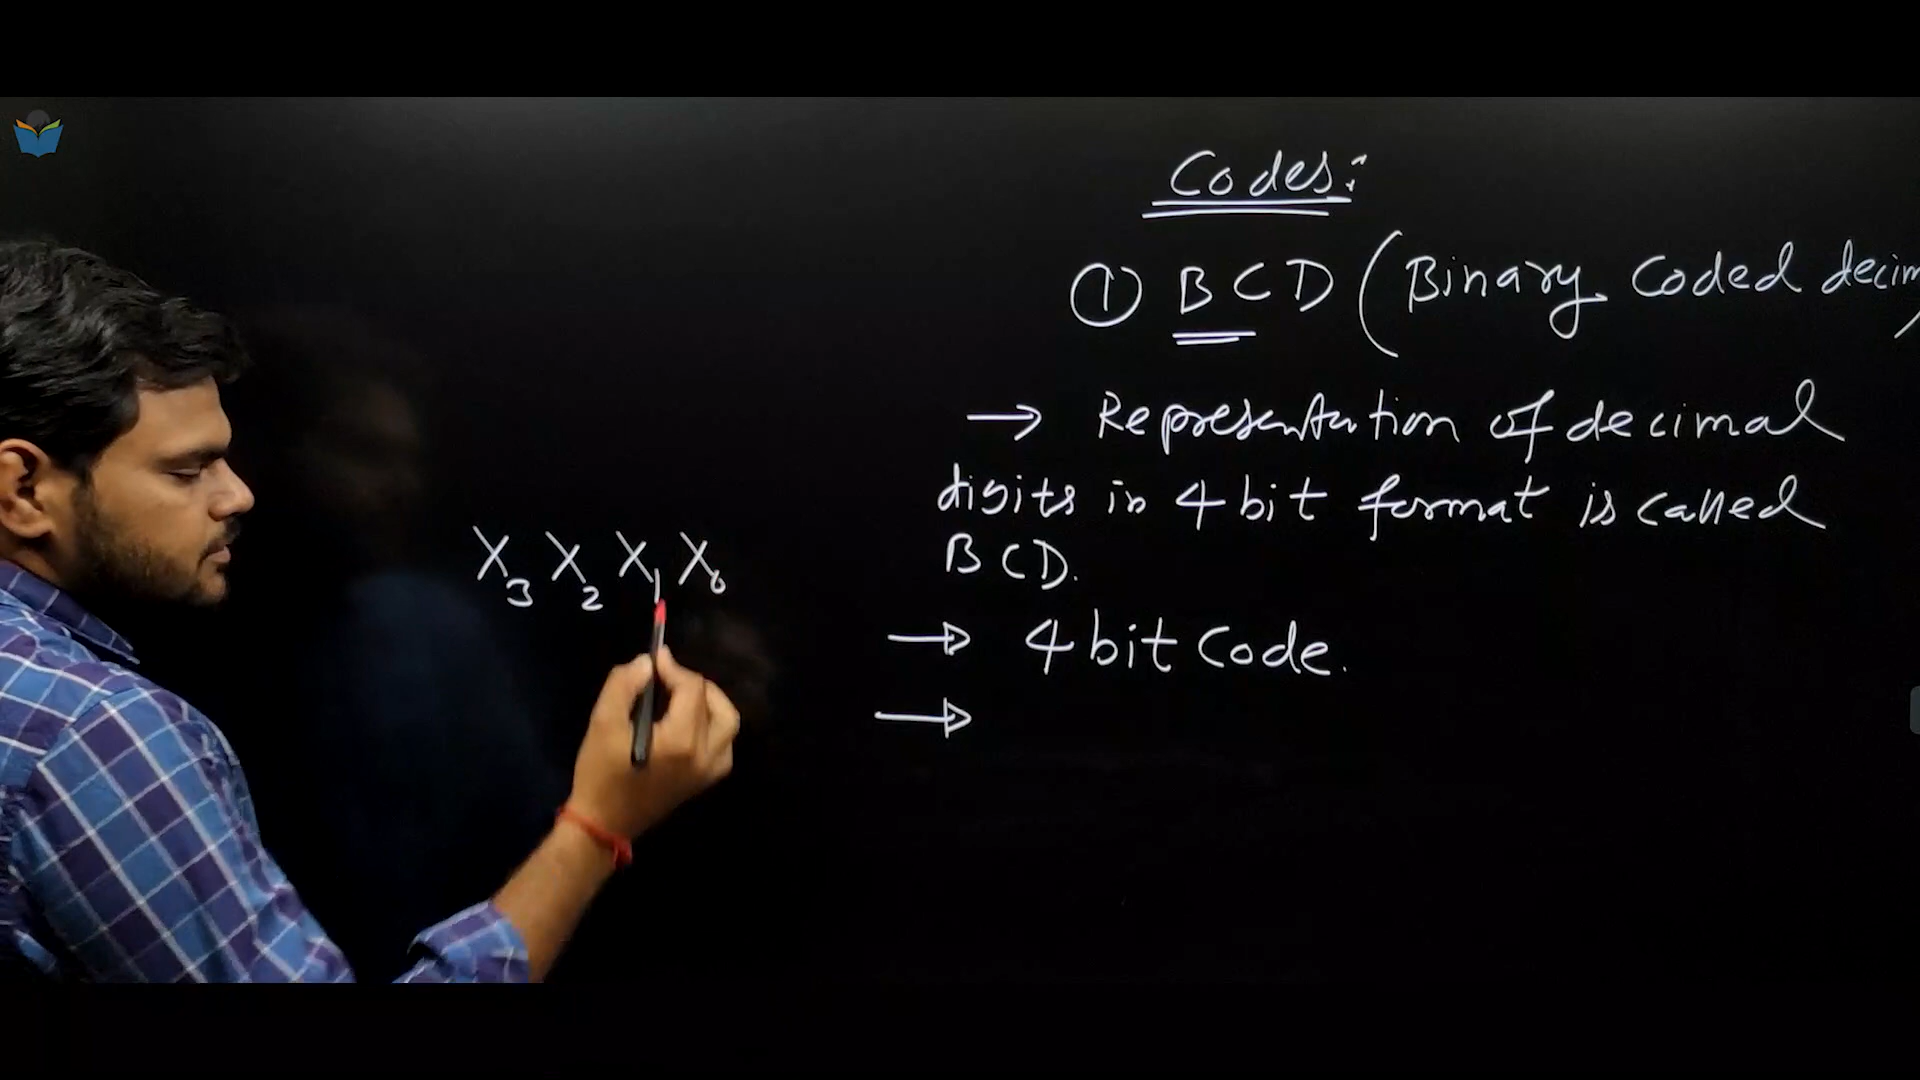 Codes:
① BCD (Binary Coded decim
→ Representation of decimal
digits in 4 bit format is called
BCD.
→ 4 bit Code.
→
X₃ X₂ X₁ X₀